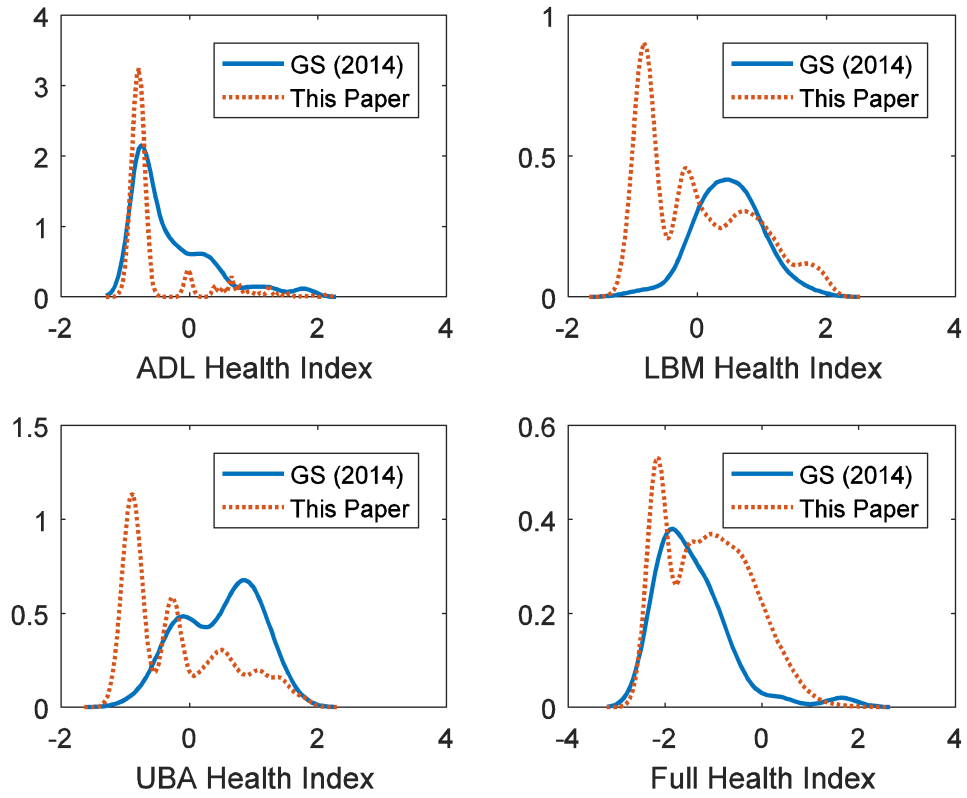 4
3
2
1
0
-2
0
2
4
GS (2014)
This Paper
ADL Health Index
1
0.5
0
-2
0
2
4
GS (2014)
This Paper
LBM Health Index
1.5
1
0.5
0
-2
0
2
4
GS (2014)
This Paper
UBA Health Index
0.6
0.4
0.2
0
-4
-2
0
2
4
GS (2014)
This Paper
Full Health Index